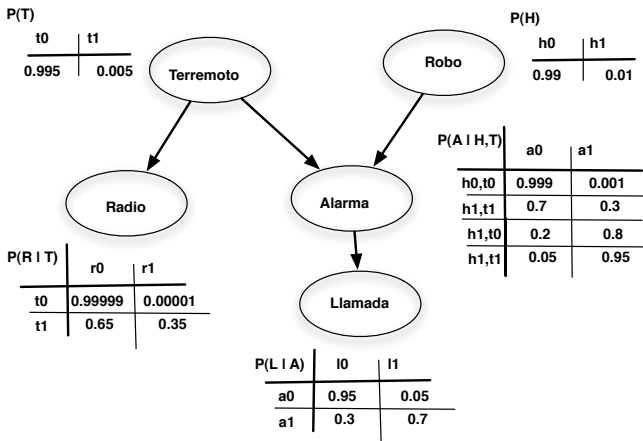 P(T)
t0 t1
0.995 0.005
Terremoto
Robo
P(H)
h0 h1
0.99 0.01
P(A | H,T)
a0 a1
h0,t0 0.999 0.001
h1,t1 0.7 0.3
h1,t0 0.2 0.8
h1,t1 0.05 0.95
Radio
Alarma
P(R | T)
r0 r1
t0 0.99999 0.00001
t1 0.65 0.35
Llamada
P(L | A)
l0 l1
a0 0.95 0.05
a1 0.3 0.7